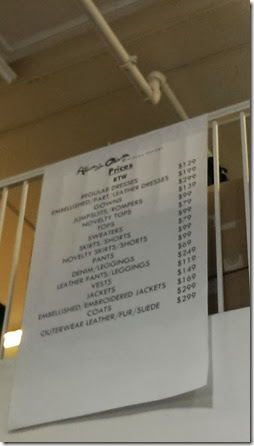 Prices
RTW
REGULAR DRESSES $129
EMBELLISHED/PART LEATHER DRESSES $199
GOWNS $299
JUMPSUITS/ROMPERS $139
NOVELTY TOPS $99
TOPS $79
SWEATERS $99
SKIRTS/SHORTS $79
NOVELTY SKIRTS/SHORTS $99
PANTS $99
DENIM/LEGGINGS $69
LEATHER PANTS/LEGGINGS $249
VESTS $119
JACKETS $149
EMBELLISHED, EMBROIDERED JACKETS $169
COATS $299
OUTERWEAR LEATHER/FUR/SUEDE $299